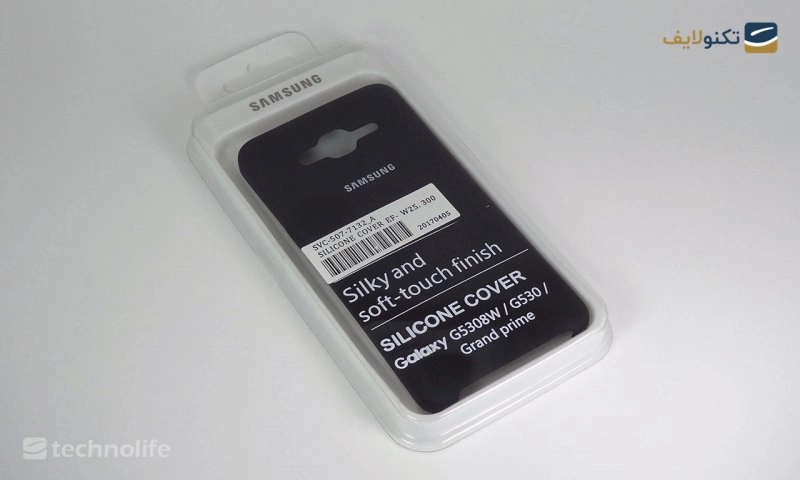 تکنولایف
SAMSUNG
SAMSUNG
SVC-507-7132_A
SILICONE COVER EF- W25.300
20170405
Silky and
soft-touch finish
SILICONE COVER
Galaxy G5308W / G530 /
Grand prime
technolife